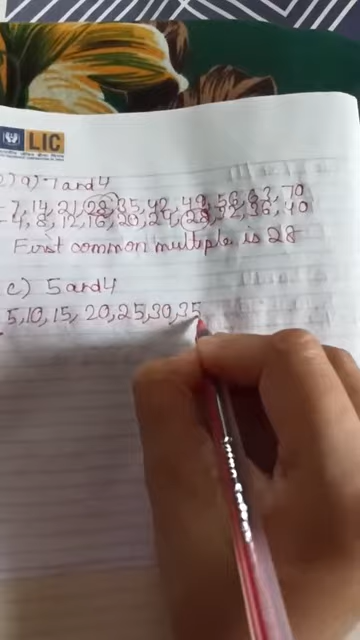 LIC
2) a) 7 and 4
7, 14, 21, 28, 35, 42, 49, 56, 63, 70
4, 8, 12, 16, 20, 24, 28, 32, 36, 40
First common multiple is 28
c) 5 and 4
5, 10, 15, 20, 25, 30, 35